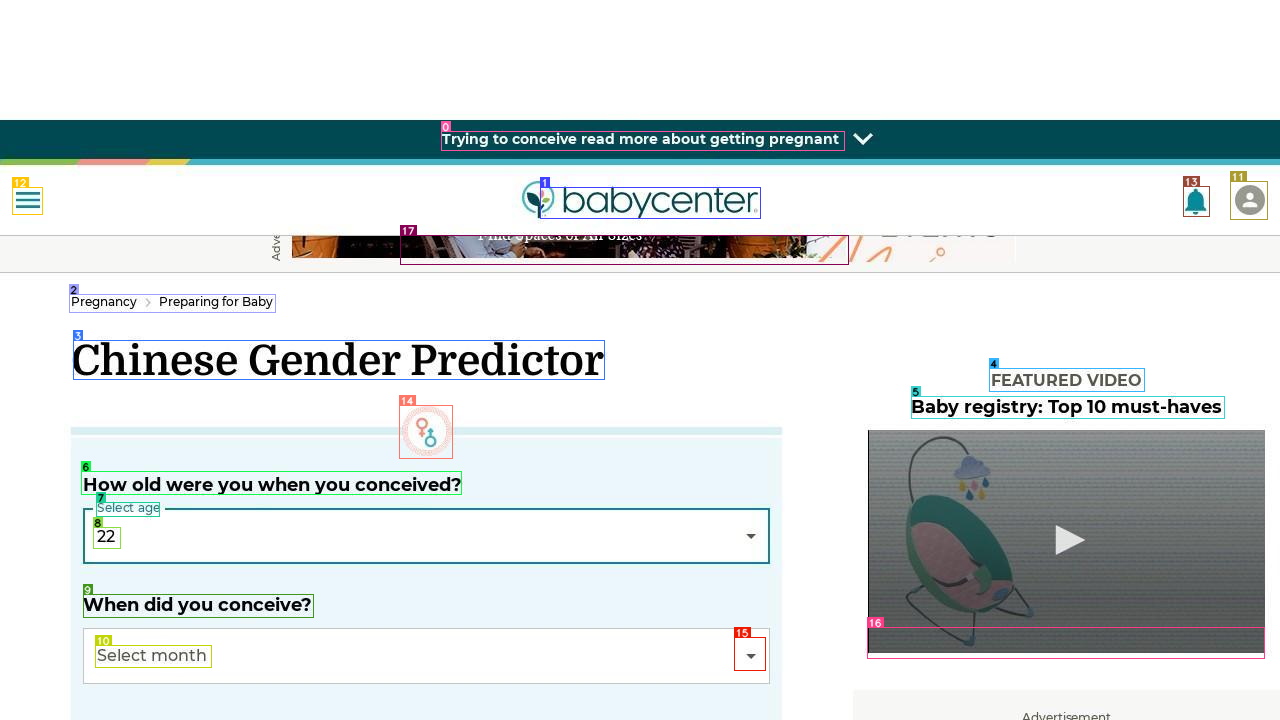 0
Trying to conceive read more about getting pregnant
12
1
babycenter
13
11
17
Adve
Find Spaces of All Sizes
2
Pregnancy > Preparing for Baby
3
Chinese Gender Predictor
4
FEATURED VIDEO
5
Baby registry: Top 10 must-haves
14
6
How old were you when you conceived?
7
Select age
8
22
9
When did you conceive?
10
Select month
15
16
Advertisement